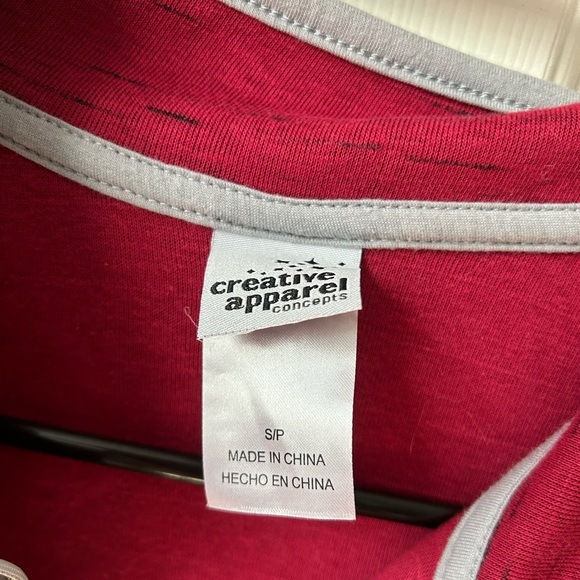 creative
apparel
concepts
S/P
MADE IN CHINA
HECHO EN CHINA